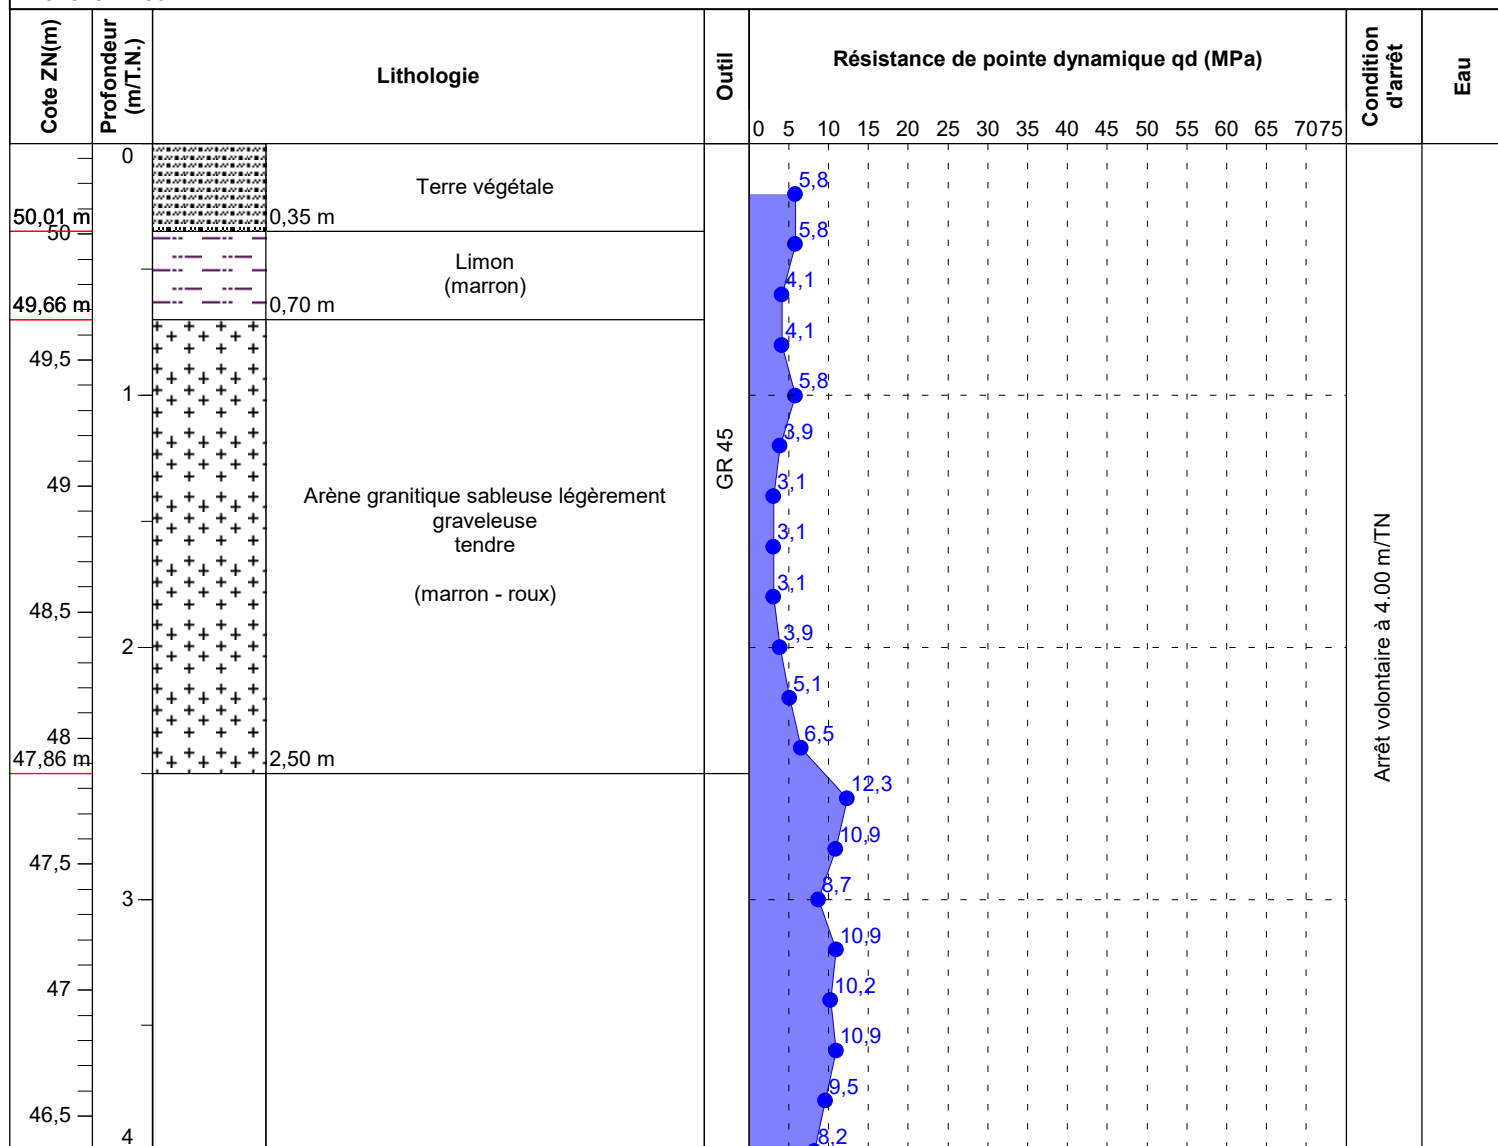 Cote ZN(m)
Profondeur
(m/T.N.)
Lithologie
Outil
Résistance de pointe dynamique qd (MPa)
0 5 10 15 20 25 30 35 40 45 50 55 60 65 70 75
Condition
d'arrêt
Eau
50,01 m
50
49,66 m
49,5
49
48,5
48
47,86 m
47,5
47
46,5
0
1
2
3
4
Terre végétale
0,35 m
Limon
(marron)
0,70 m
Arène granitique sableuse légèrement
graveleuse
tendre
(marron - roux)
2,50 m
GR 45
5,8
5,8
4,1
4,1
5,8
3,9
3,1
3,1
3,1
3,9
5,1
6,5
12,3
10,9
8,7
10,9
10,2
10,9
9,5
8,2
Arrêt volontaire à 4.00 m/TN